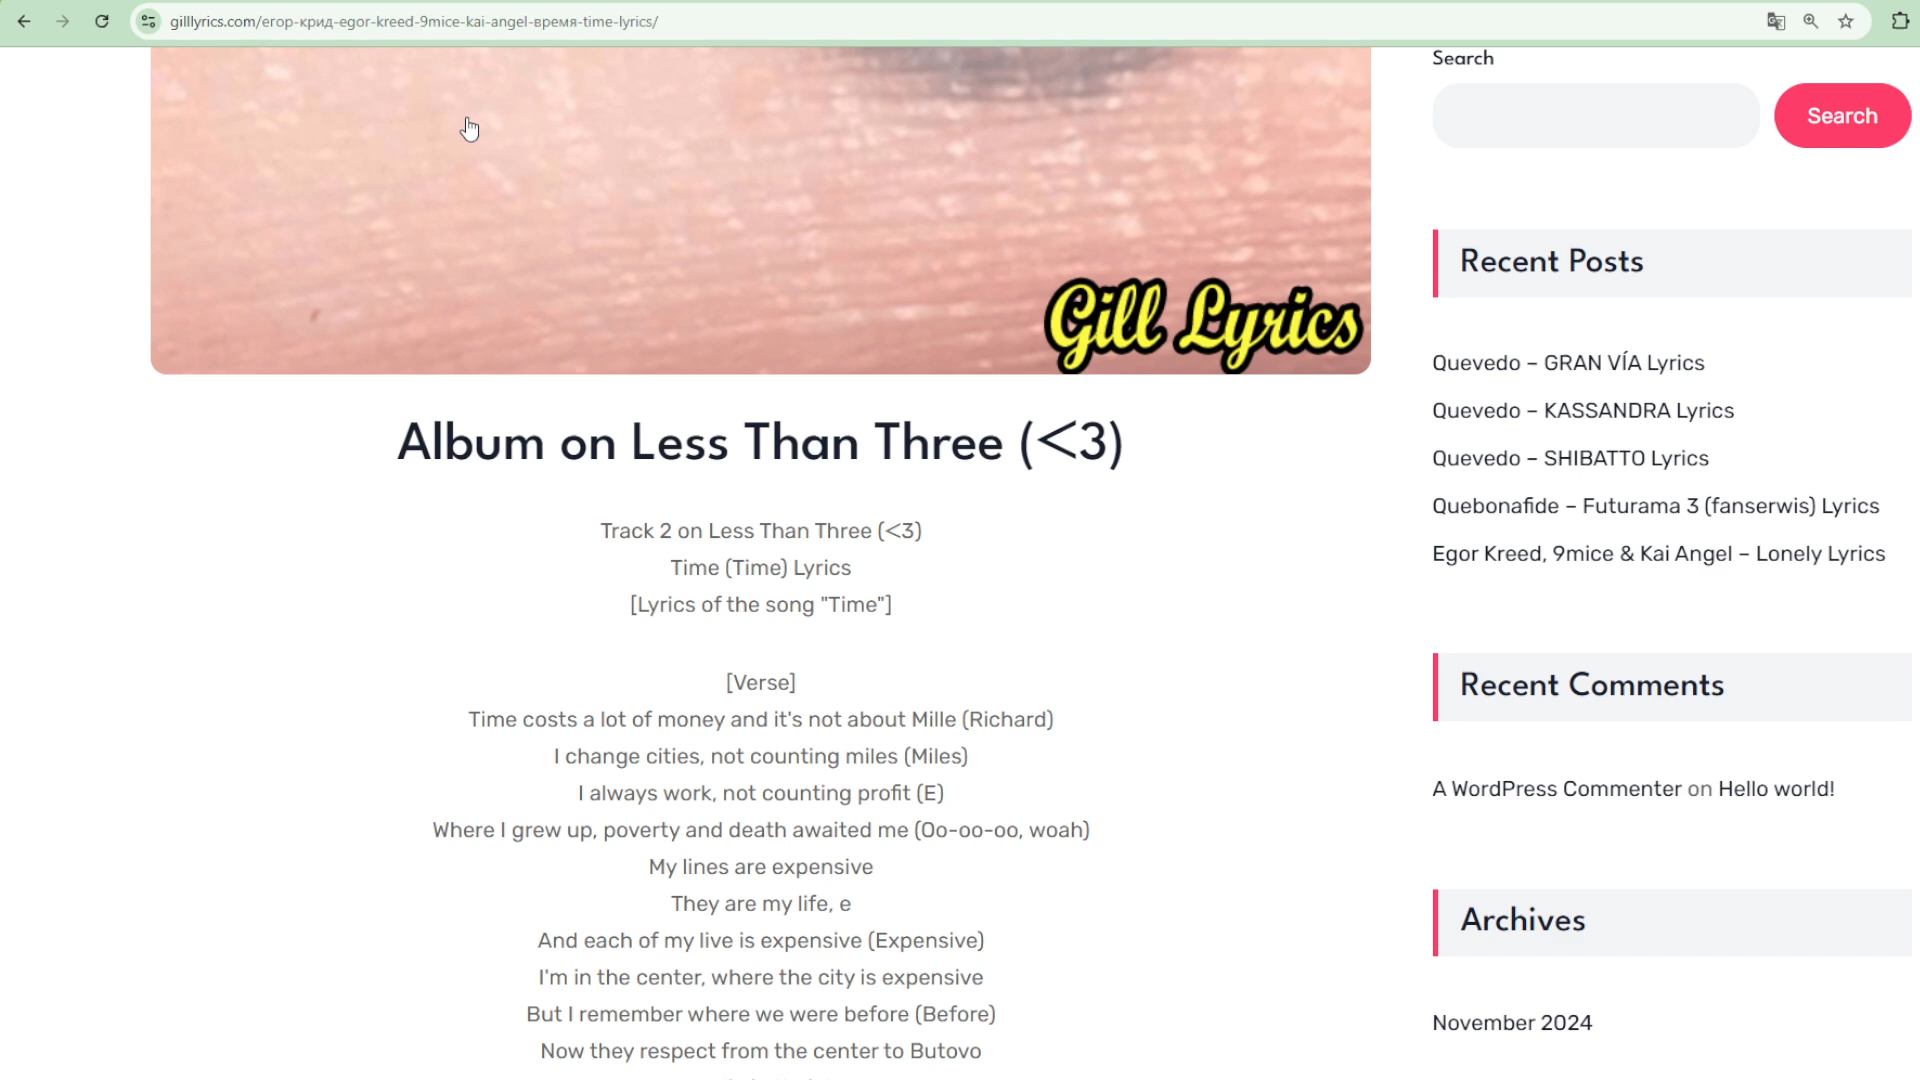 gilllyrics.com/егор-крид-egor-kreed-9mice-kai-angel-время-time-lyrics/
Gill Lyrics
Album on Less Than Three (<3)
Track 2 on Less Than Three (<3)
Time (Time) Lyrics
[Lyrics of the song "Time"]
[Verse]
Time costs a lot of money and it's not about Mille (Richard)
I change cities, not counting miles (Miles)
I always work, not counting profit (E)
Where I grew up, poverty and death awaited me (Oo-oo-oo, woah)
My lines are expensive
They are my life, e
And each of my live is expensive (Expensive)
I'm in the center, where the city is expensive
But I remember where we were before (Before)
Now they respect from the center to Butovo
Search
Search
Recent Posts
Quevedo – GRAN VÍA Lyrics
Quevedo – KASSANDRA Lyrics
Quevedo – SHIBATTO Lyrics
Quebonafide – Futurama 3 (fanserwis) Lyrics
Egor Kreed, 9mice & Kai Angel – Lonely Lyrics
Recent Comments
A WordPress Commenter on Hello world!
Archives
November 2024